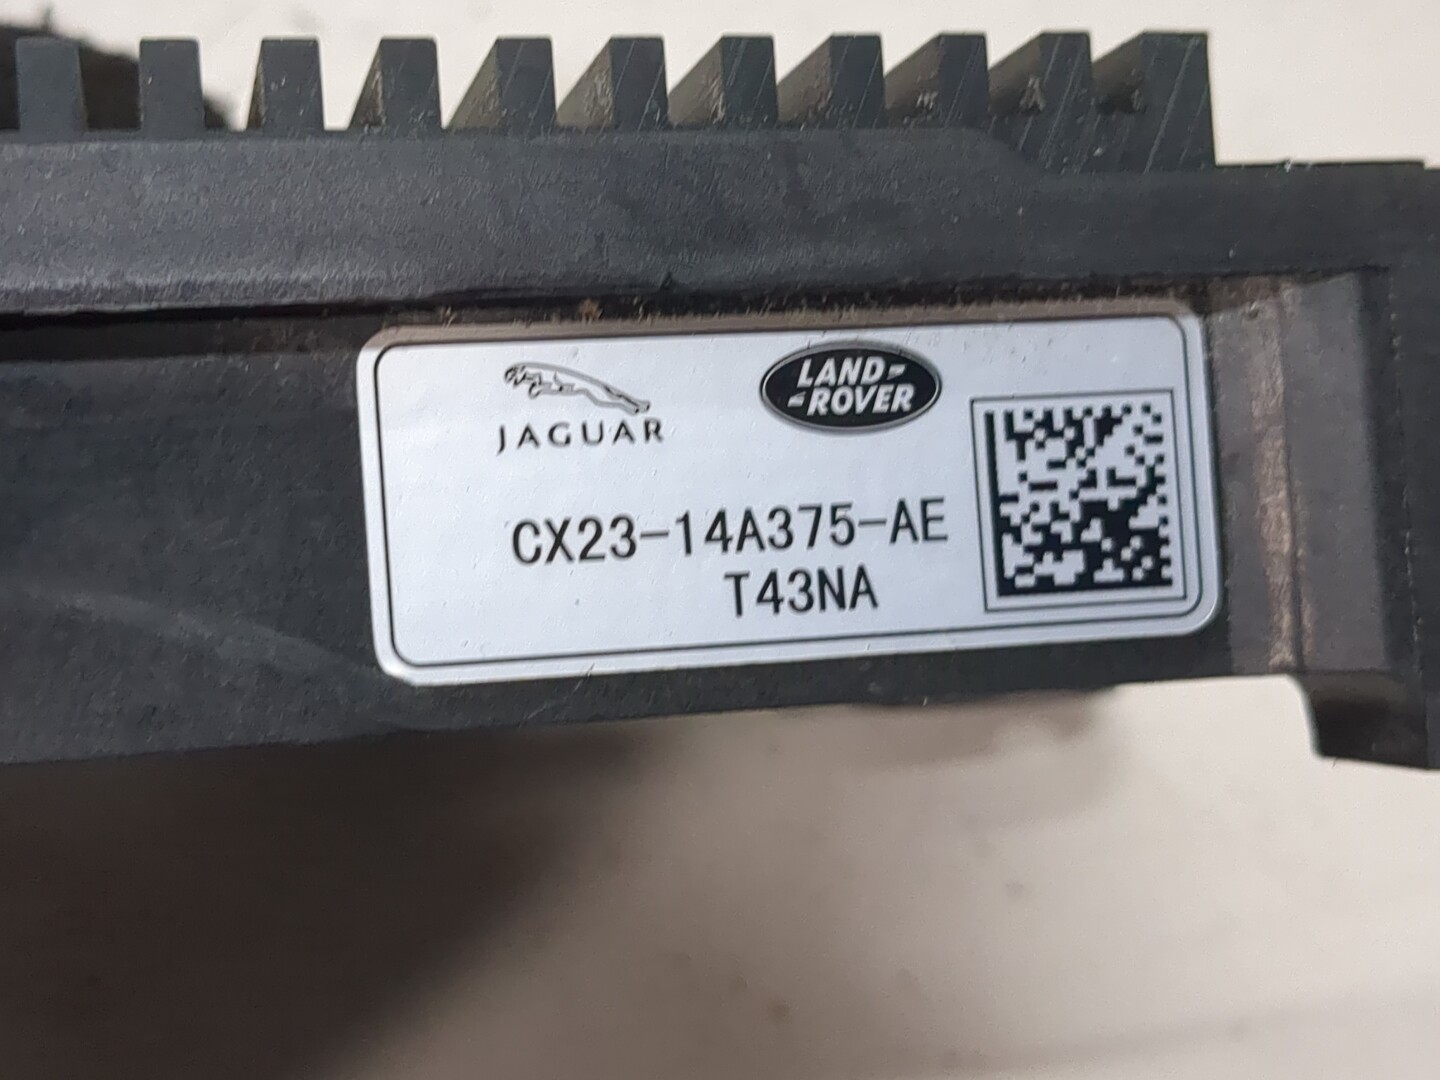 JAGUAR
LAND-
-ROVER
CX23-14A375-AE
T43NA